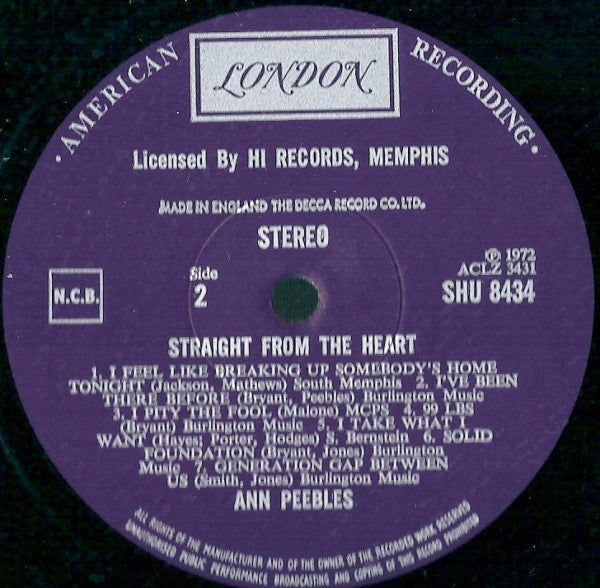 · AMERICAN RECORDING ·
LONDON
Licensed By HI RECORDS, MEMPHIS
MADE IN ENGLAND THE DECCA RECORD CO. LTD.
STEREO
℗ 1972
ACLZ 3431
N.C.B.
Side
2
SHU 8434
STRAIGHT FROM THE HEART
1. I FEEL LIKE BREAKING UP SOMEBODY'S HOME
TONIGHT (Jackson, Mathews) South Memphis 2. I'VE BEEN
THERE BEFORE (Bryant, Peebles) Burlington Music
3. I PITY THE FOOL (Malone) MCPS 4. 99 LBS
(Bryant) Burlington Music 5. I TAKE WHAT I
WANT (Hayes; Porter, Hodges) S. Bernstein 6. SOLID
FOUNDATION (Bryant, Jones) Burlington
Music 7. GENERATION GAP BETWEEN
US (Smith, Jones) Burlington Music
ANN PEEBLES
ALL RIGHTS OF THE MANUFACTURER AND OF THE OWNER OF THE RECORDED WORK RESERVED
UNAUTHORISED PUBLIC PERFORMANCE BROADCASTING AND COPYING OF THIS RECORD PROHIBITED